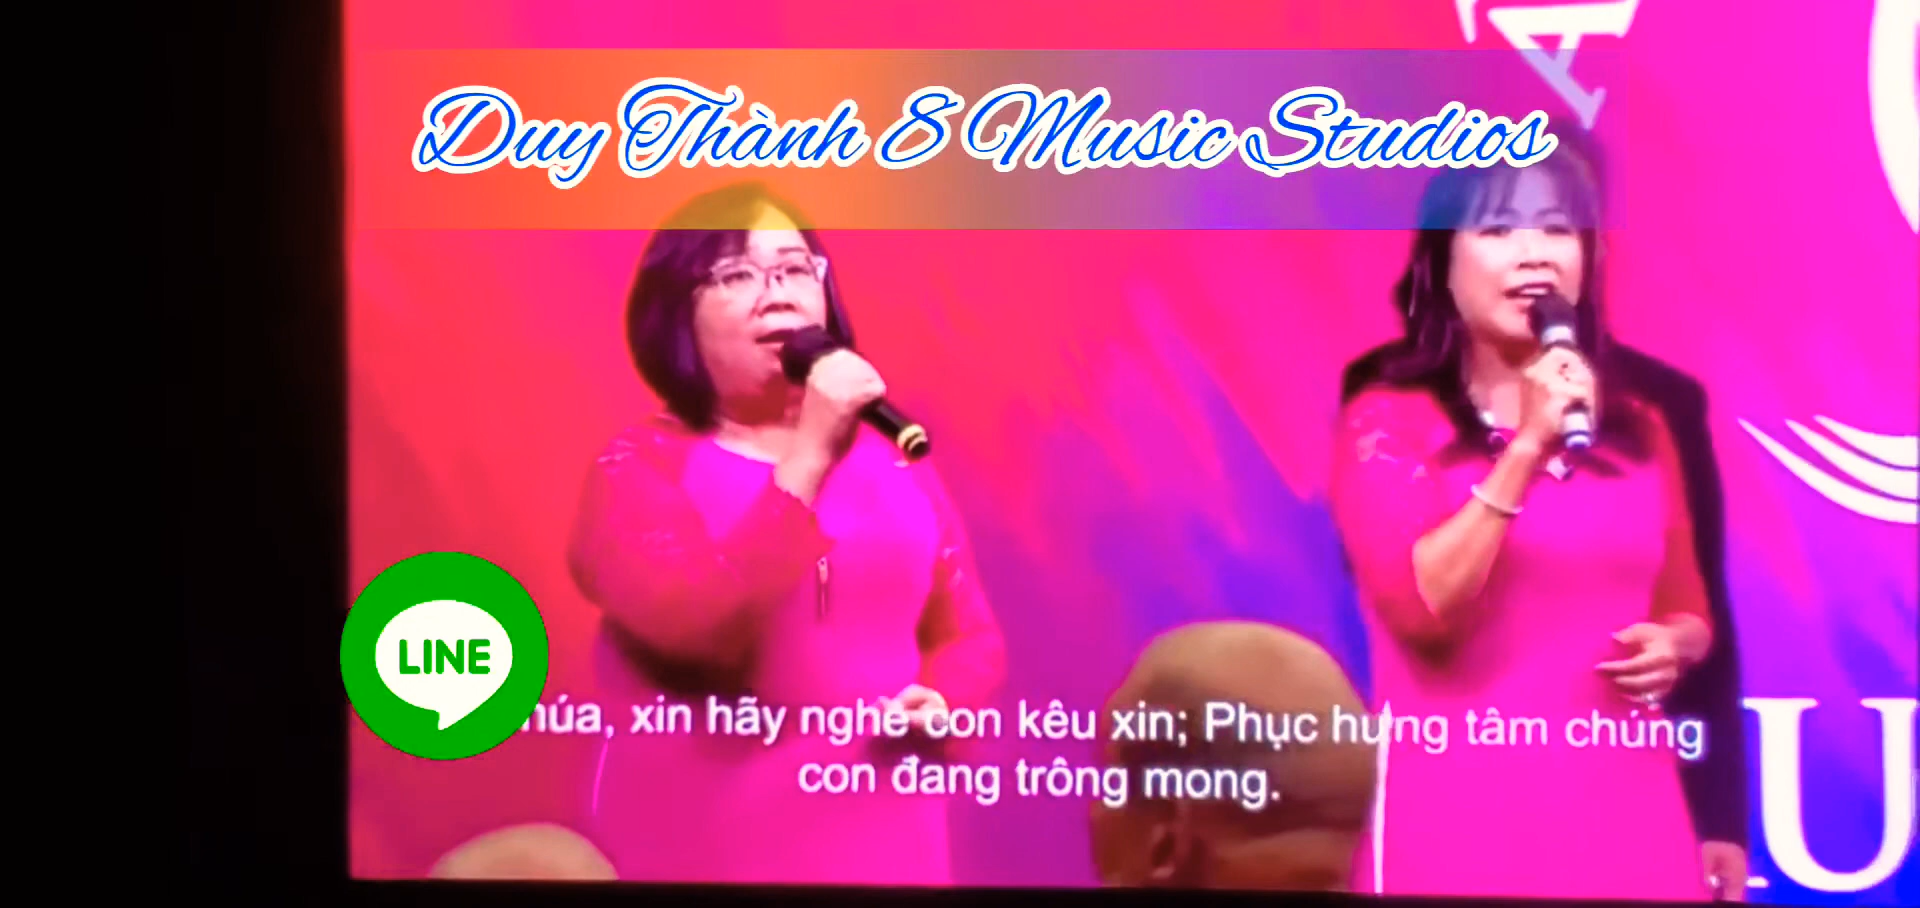 A
Duy Thành 8 Music Studios
LINE
húa, xin hãy nghe con kêu xin; Phục hưng tâm chúng
con đang trông mong.
U